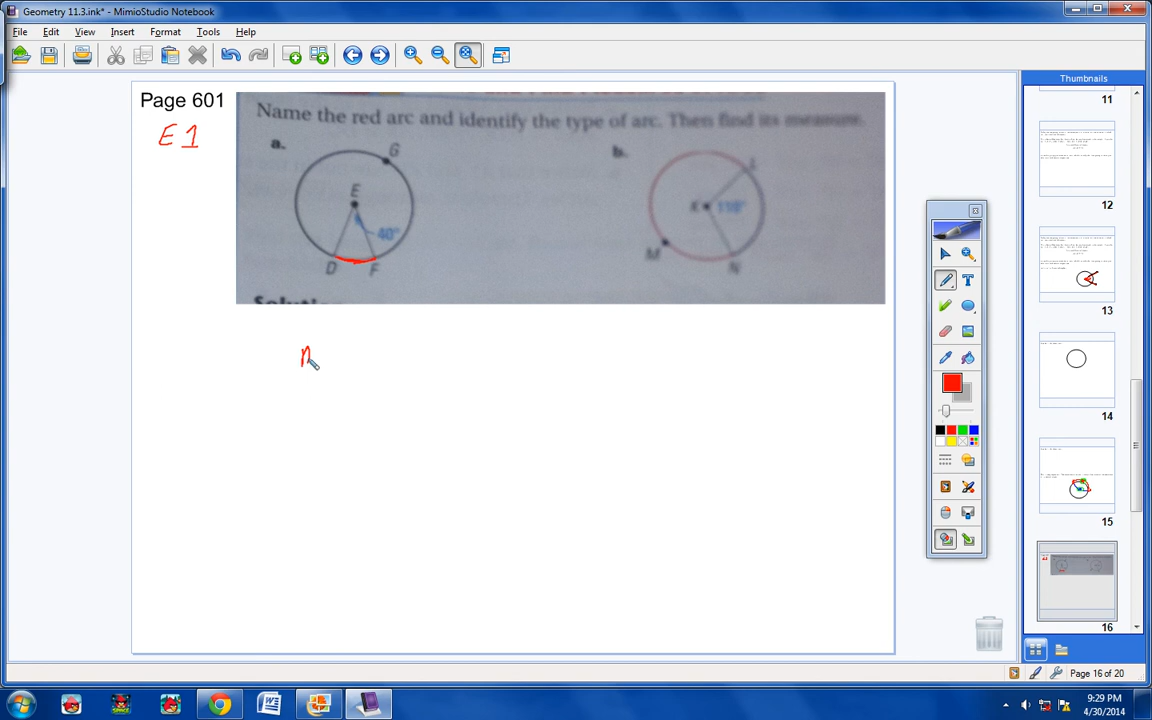 Geometry 11.3.ink* - MimioStudio Notebook
File Edit View Insert Format Tools Help
Thumbnails
Page 601
E 1
Name the red arc and identify the type of arc. Then find its measure.
a.
G
E
40°
D
F
b.
L
K
110°
M
N
11
12
13
14
15
16
Page 16 of 20
9:29 PM
4/30/2014